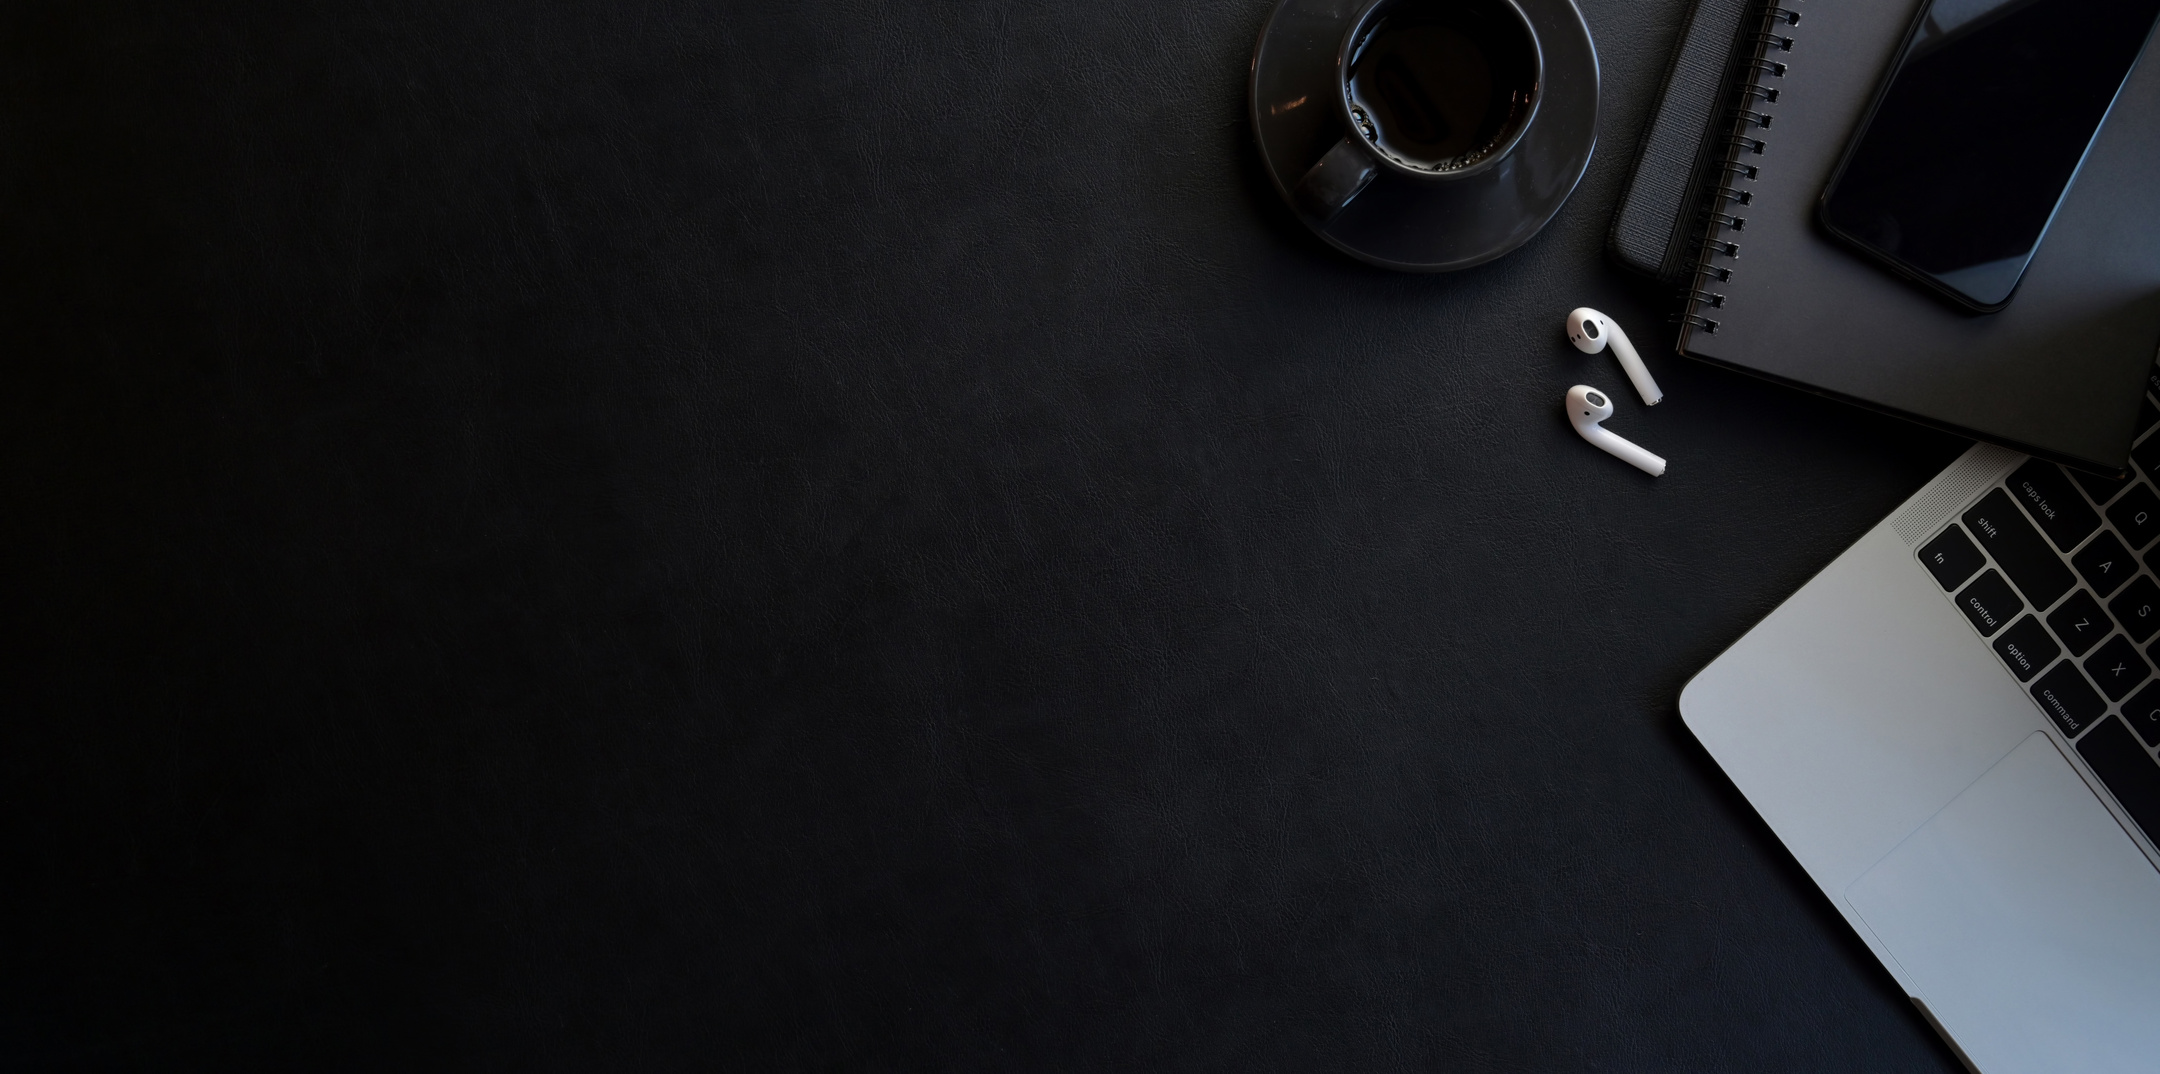 caps lock
Q
shift
A
S
fn
Z
control
X
option
C
command